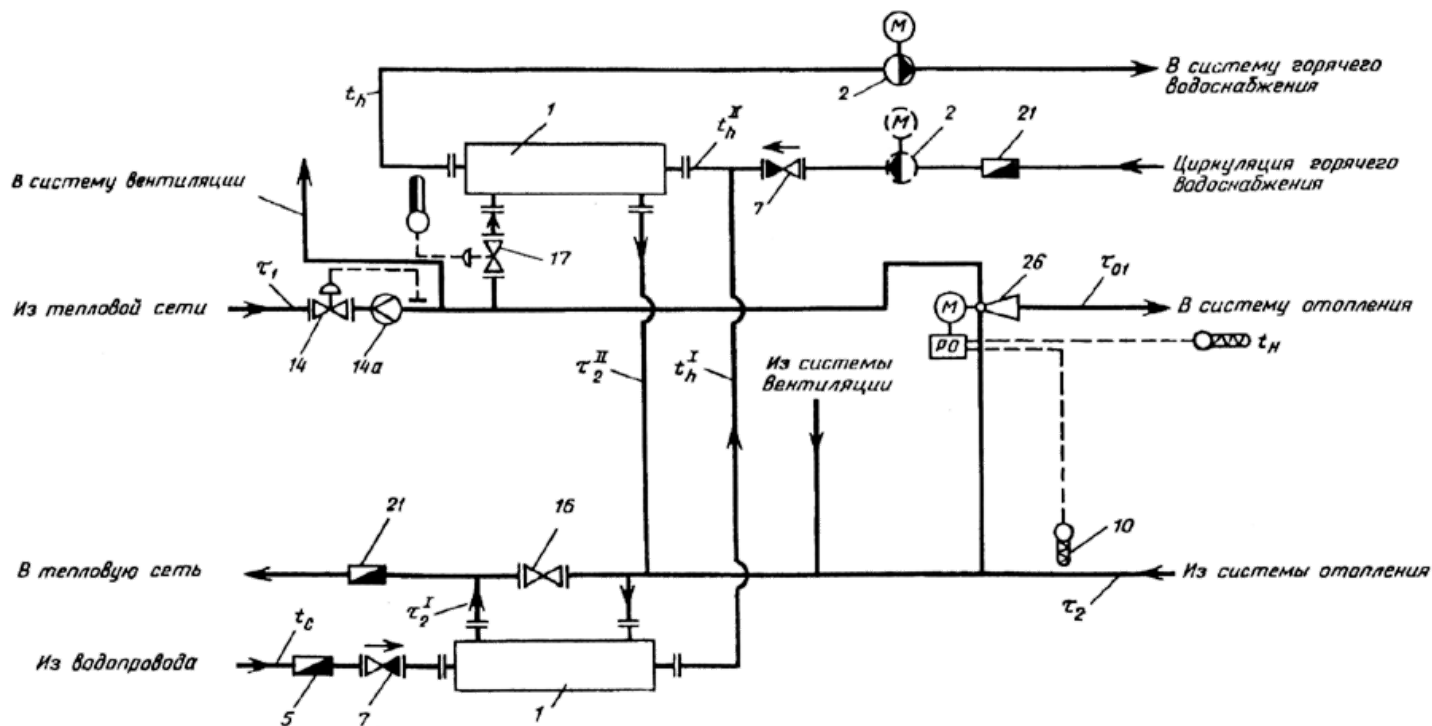 M
В систему горячего
водоснабжения
2
t_h
1
t_h^II
M
2
21
В систему вентиляции
Циркуляция горячего
водоснабжения
7
17
τ_1
26
τ_01
Из тепловой сети
M
В систему отопления
14
14а
РО
t_н
τ_2^II
t_h^I
Из системы
вентиляции
21
16
10
В тепловую сеть
Из системы отопления
τ_2^I
τ_2
t_c
Из водопровода
5
7
1